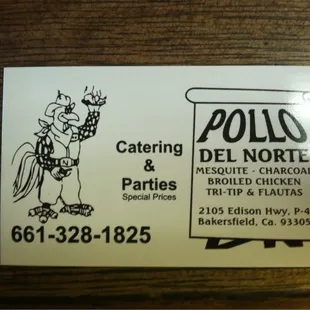 Catering
&
Parties
Special Prices
661-328-1825
POLLO
DEL NORTE
MESQUITE - CHARCOAL
BROILED CHICKEN
TRI-TIP & FLAUTAS
2105 Edison Hwy, P-4
Bakersfield, Ca. 93305
N